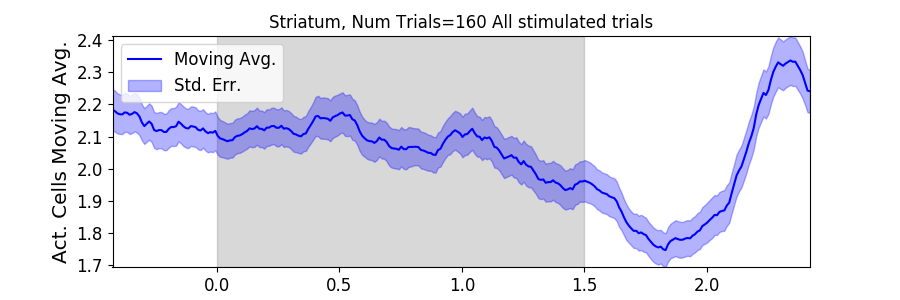 Striatum, Num Trials=160 All stimulated trials
Act. Cells Moving Avg.
2.4
2.3
2.2
2.1
2.0
1.9
1.8
1.7
Moving Avg.
Std. Err.
0.0 0.5 1.0 1.5 2.0